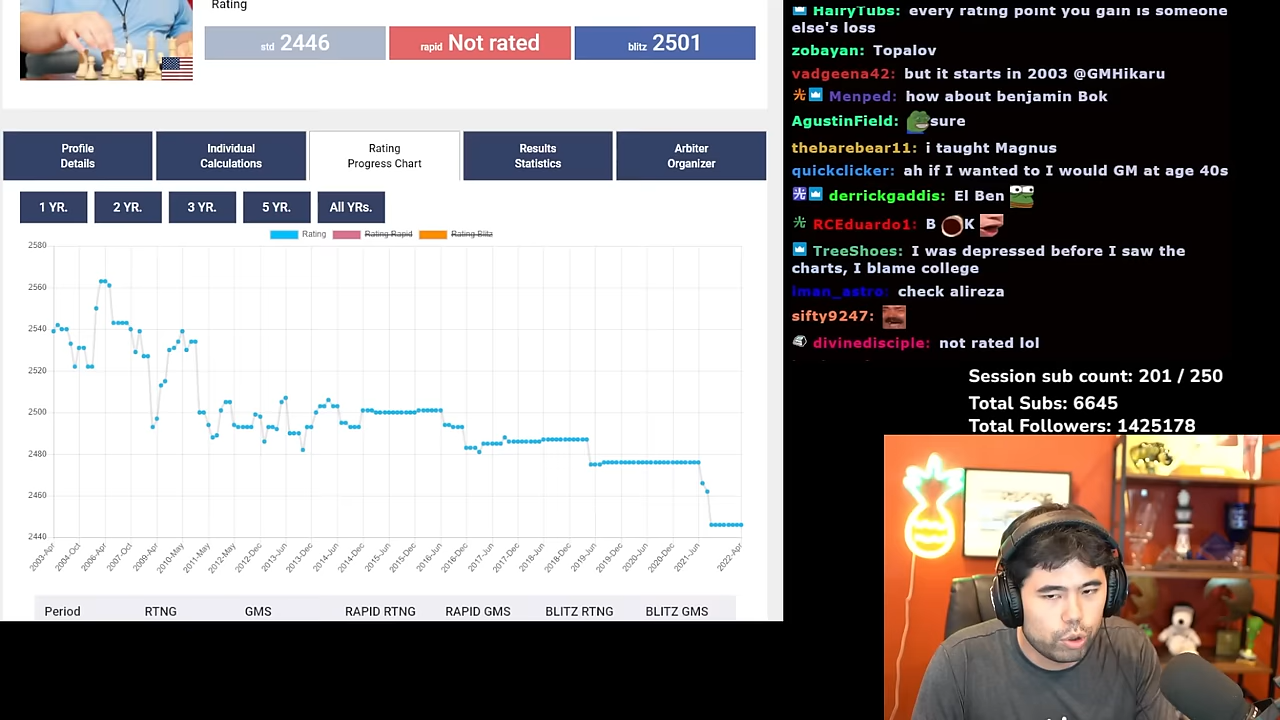 Rating
std 2446
rapid Not rated
blitz 2501
Profile
Details
Individual
Calculations
Rating
Progress Chart
Results
Statistics
Arbiter
Organizer
1 YR.
2 YR.
3 YR.
5 YR.
All YRs.
Rating
Rating Rapid
Rating Blitz
2580
2560
2540
2520
2500
2480
2460
2440
2003-Apr
2004-Oct
2006-Apr
2007-Oct
2009-Apr
2010-May
2011-May
2012-May
2012-Dec
2013-Jun
2013-Dec
2014-Jun
2014-Dec
2015-Jun
2015-Dec
2016-Jun
2016-Dec
2017-Jun
2017-Dec
2018-Jun
2018-Dec
2019-Jun
2019-Dec
2020-Jun
2020-Dec
2021-Jun
2022-Apr
Period RTNG GMS RAPID RTNG RAPID GMS BLITZ RTNG BLITZ GMS
HairyTubs: every rating point you gain is someone
else's loss
zobayan: Topalov
vadgeena42: but it starts in 2003 @GMHikaru
Menped: how about benjamin Bok
AgustinField: sure
thebarebear11: i taught Magnus
quickclicker: ah if I wanted to I would GM at age 40s
derrickgaddis: El Ben
RCEduardo1: B K
TreeShoes: I was depressed before I saw the
charts, I blame college
iman_astro: check alireza
sifty9247:
divinedisciple: not rated lol
Session sub count: 201 / 250
Total Subs: 6645
Total Followers: 1425178